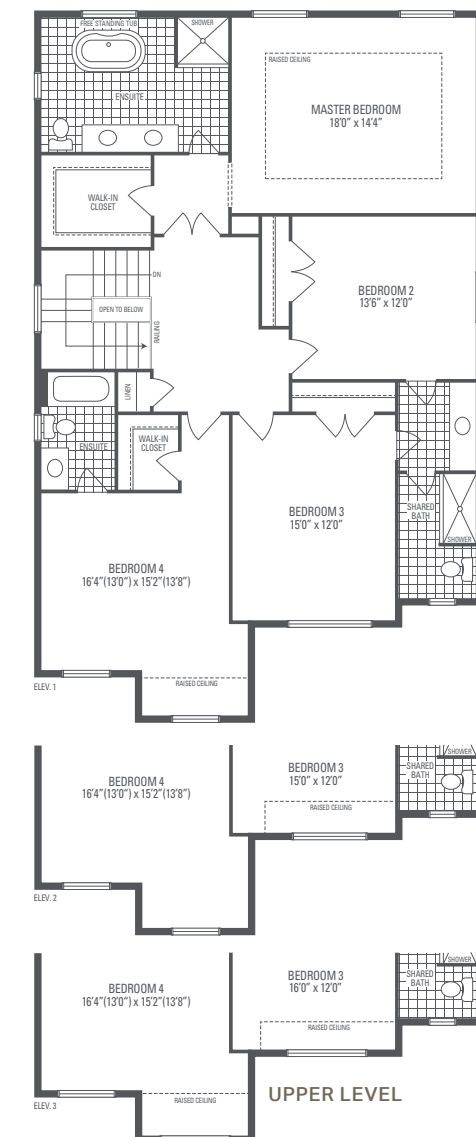 FREE STANDING TUB
SHOWER
ENSUITE
RAISED CEILING
MASTER BEDROOM
18'0" x 14'4"
WALK-IN
CLOSET
DN
OPEN TO BELOW
RAILING
BEDROOM 2
13'6" x 12'0"
LINEN
ENSUITE
WALK-IN
CLOSET
BEDROOM 3
15'0" x 12'0"
SHARED
BATH
SHOWER
BEDROOM 4
16'4"(13'0") x 15'2"(13'8")
RAISED CEILING
ELEV. 1
BEDROOM 4
16'4"(13'0") x 15'2"(13'8")
BEDROOM 3
15'0" x 12'0"
RAISED CEILING
SHOWER
SHARED
BATH
ELEV. 2
BEDROOM 4
16'4"(13'0") x 15'2"(13'8")
BEDROOM 3
16'0" x 12'0"
RAISED CEILING
SHOWER
SHARED
BATH
RAISED CEILING
ELEV. 3
UPPER LEVEL